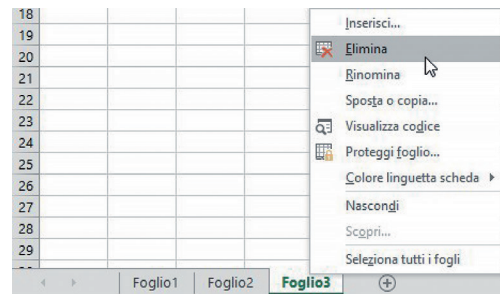 18
19
20
21
22
23
24
25
26
27
28
29
Inserisci...
Elimina
Rinomina
Sposta o copia...
Visualizza codice
Proteggi foglio...
Colore linguetta scheda
Nascondi
Scopri...
Seleziona tutti i fogli
Foglio1 Foglio2 Foglio3